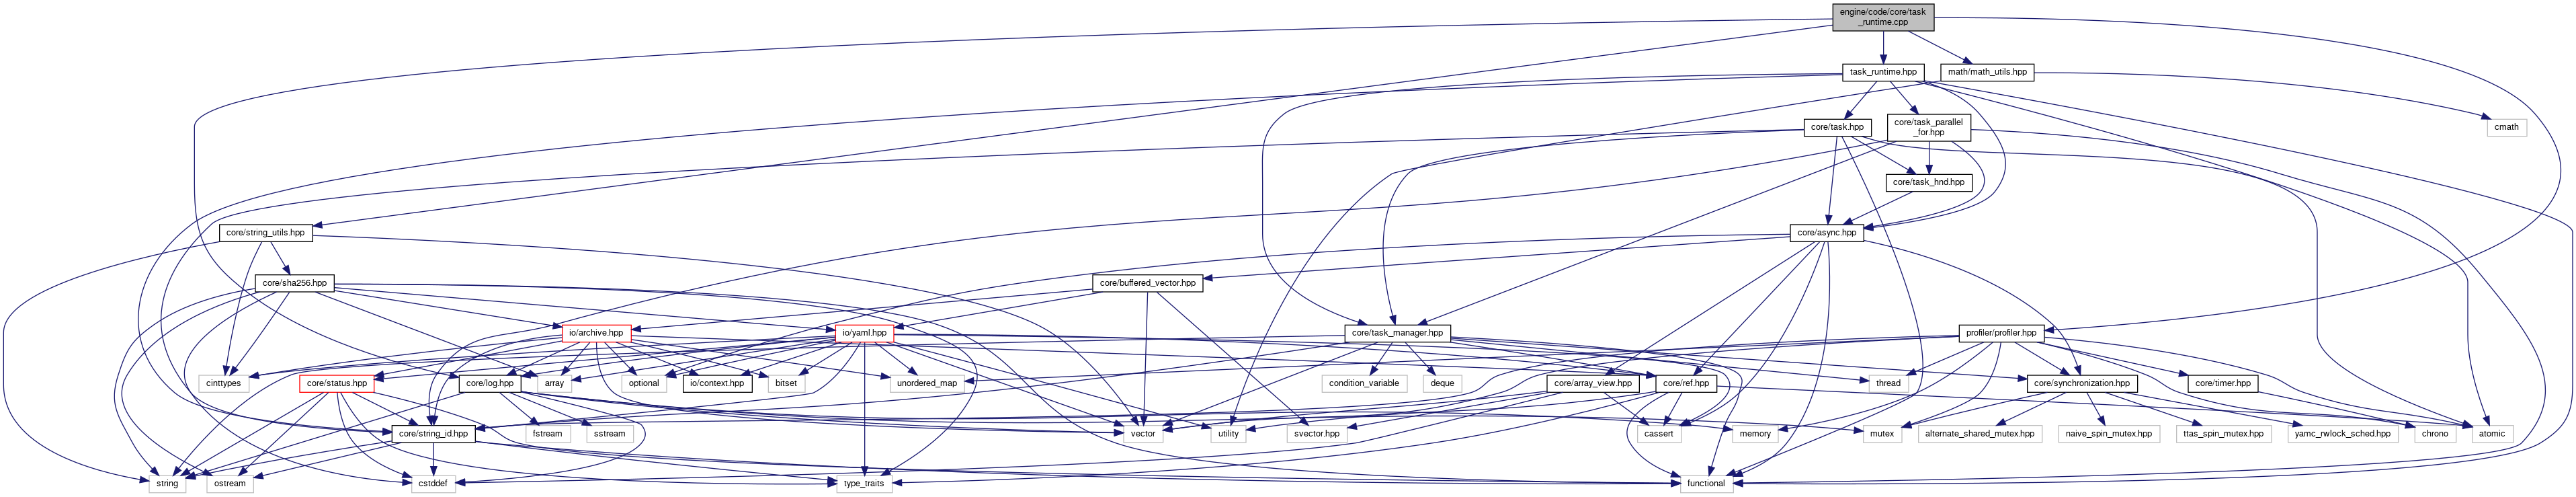 engine/code/core/task
_runtime.cpp
task_runtime.hpp
math/math_utils.hpp
core/task.hpp
core/task_parallel
_for.hpp
cmath
core/task_hnd.hpp
core/string_utils.hpp
core/async.hpp
core/sha256.hpp
core/buffered_vector.hpp
io/archive.hpp
io/yaml.hpp
core/task_manager.hpp
profiler/profiler.hpp
cinttypes
core/status.hpp
core/log.hpp
array
optional
io/context.hpp
bitset
unordered_map
condition_variable
deque
core/array_view.hpp
core/ref.hpp
thread
core/synchronization.hpp
core/timer.hpp
core/string_id.hpp
fstream
sstream
vector
utility
svector.hpp
cassert
memory
mutex
alternate_shared_mutex.hpp
naive_spin_mutex.hpp
ttas_spin_mutex.hpp
yamc_rwlock_sched.hpp
chrono
atomic
string
ostream
cstddef
type_traits
functional